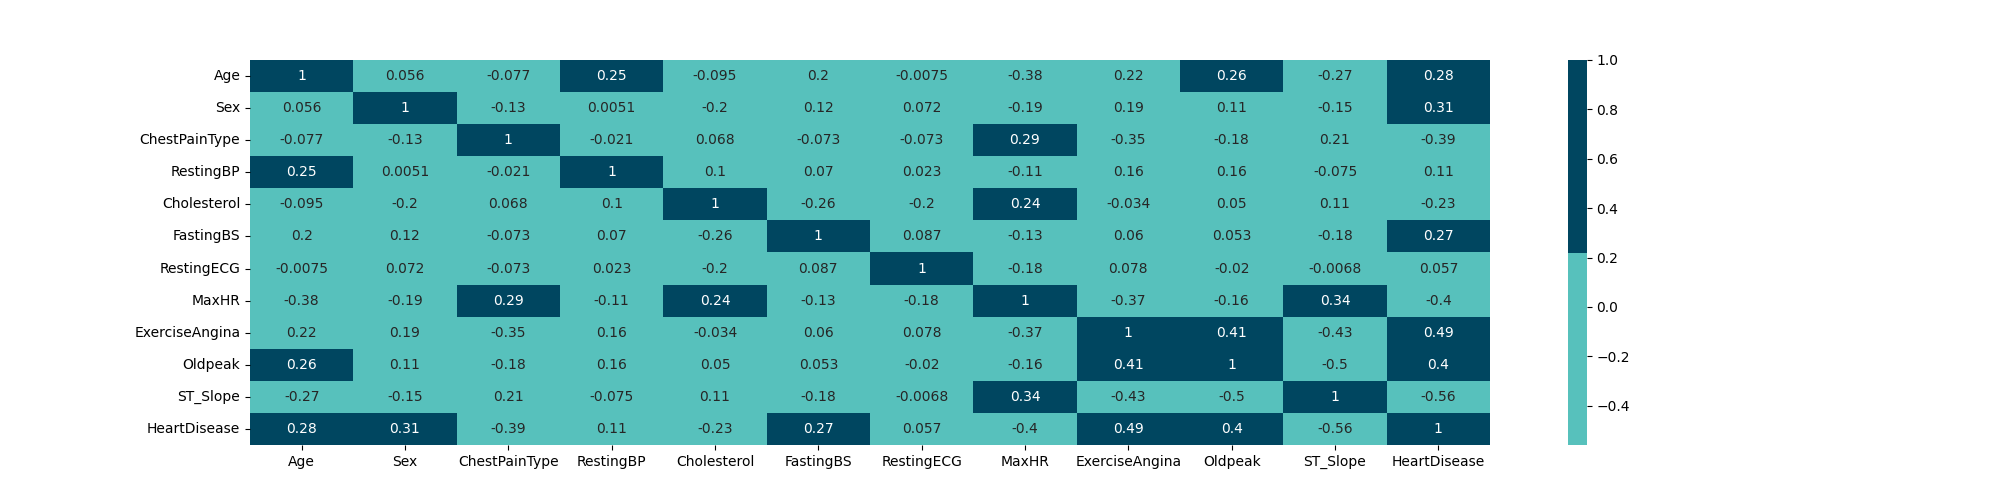 Age 1 0.056 -0.077 0.25 -0.095 0.2 -0.0075 -0.38 0.22 0.26 -0.27 0.28
Sex 0.056 1 -0.13 0.0051 -0.2 0.12 0.072 -0.19 0.19 0.11 -0.15 0.31
ChestPainType -0.077 -0.13 1 -0.021 0.068 -0.073 -0.073 0.29 -0.35 -0.18 0.21 -0.39
RestingBP 0.25 0.0051 -0.021 1 0.1 0.07 0.023 -0.11 0.16 0.16 -0.075 0.11
Cholesterol -0.095 -0.2 0.068 0.1 1 -0.26 -0.2 0.24 -0.034 0.05 0.11 -0.23
FastingBS 0.2 0.12 -0.073 0.07 -0.26 1 0.087 -0.13 0.06 0.053 -0.18 0.27
RestingECG -0.0075 0.072 -0.073 0.023 -0.2 0.087 1 -0.18 0.078 -0.02 -0.0068 0.057
MaxHR -0.38 -0.19 0.29 -0.11 0.24 -0.13 -0.18 1 -0.37 -0.16 0.34 -0.4
ExerciseAngina 0.22 0.19 -0.35 0.16 -0.034 0.06 0.078 -0.37 1 0.41 -0.43 0.49
Oldpeak 0.26 0.11 -0.18 0.16 0.05 0.053 -0.02 -0.16 0.41 1 -0.5 0.4
ST_Slope -0.27 -0.15 0.21 -0.075 0.11 -0.18 -0.0068 0.34 -0.43 -0.5 1 -0.56
HeartDisease 0.28 0.31 -0.39 0.11 -0.23 0.27 0.057 -0.4 0.49 0.4 -0.56 1
Age Sex ChestPainType RestingBP Cholesterol FastingBS RestingECG MaxHR ExerciseAngina Oldpeak ST_Slope HeartDisease
1.0
0.8
0.6
0.4
0.2
0.0
−0.2
−0.4